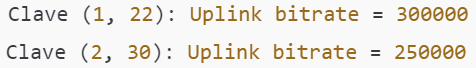 Clave (1, 22): Uplink bitrate = 300000
Clave (2, 30): Uplink bitrate = 250000